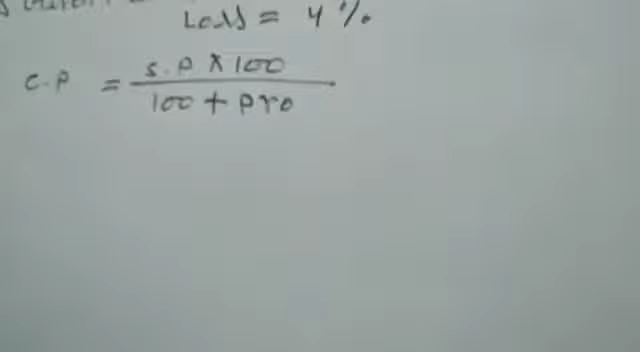 Loss = 4%
C.P = S.P × 100
100 + Pro